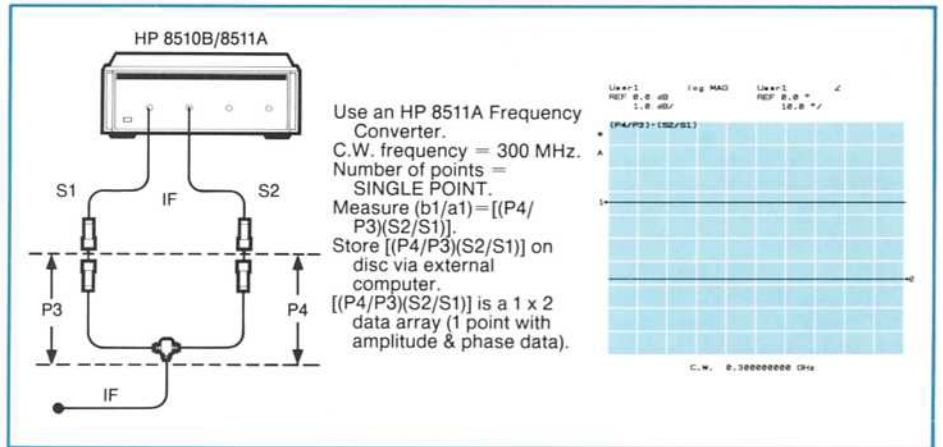 HP 8510B/8511A
S1
IF
S2
P3
P4
IF
Use an HP 8511A Frequency
Converter.
C.W. frequency = 300 MHz.
Number of points =
SINGLE POINT.
Measure (b1/a1)=[(P4/
P3)(S2/S1)].
Store [(P4/P3)(S2/S1)] on
disc via external
computer.
[(P4/P3)(S2/S1)] is a 1 x 2
data array (1 point with
amplitude & phase data).
User1 log MAG User1 ∠
REF 0.0 dB REF 0.0 °
1.0 dB/ 10.0 °/
(P4/P3)-(S2/S1)
A
1
2
C.W. 0.300000000 GHz